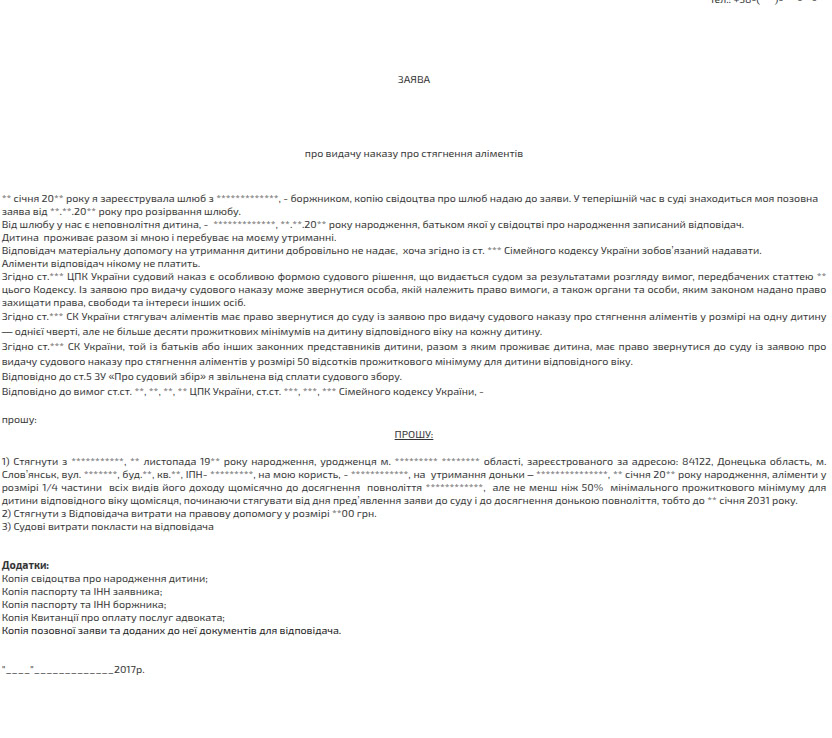 ЗАЯВА
про видачу наказу про стягнення аліментів
** січня 20** року я зареєструвала шлюб з *************, - боржником, копію свідоцтва про шлюб надаю до заяви. У теперішній час в суді знаходиться моя позовна
заява від **.**.20** року про розірвання шлюбу.
Від шлюбу у нас є неповнолітня дитина, - *************, **.**.20** року народження, батьком якої у свідоцтві про народження записаний відповідач.
Дитина проживає разом зі мною і перебуває на моєму утриманні.
Відповідач матеріальну допомогу на утримання дитини добровільно не надає, хоча згідно із ст. *** Сімейного кодексу України зобов'язаний надавати.
Аліменти відповідач нікому не платить.
Згідно ст.*** ЦПК України судовий наказ є особливою формою судового рішення, що видається судом за результатами розгляду вимог, передбачених статтею **
цього Кодексу. Із заявою про видачу судового наказу може звернутися особа, якій належить право вимоги, а також органи та особи, яким законом надано право
захищати права, свободи та інтереси інших осіб.
Згідно ст.*** СК України стягувач аліментів має право звернутися до суду із заявою про видачу судового наказу про стягнення аліментів у розмірі на одну дитину
— однієї чверті, але не більше десяти прожиткових мінімумів на дитину відповідного віку на кожну дитину.
Згідно ст.*** СК України, той із батьків або інших законних представників дитини, разом з яким проживає дитина, має право звернутися до суду із заявою про
видачу судового наказу про стягнення аліментів у розмірі 50 відсотків прожиткового мінімуму для дитини відповідного віку.
Відповідно до ст.5 ЗУ «Про судовий збір» я звільнена від сплати судового збору.
Відповідно до вимог ст.ст. **, **, **, ** ЦПК України, ст.ст. ***, ***, *** Сімейного кодексу України, -
прошу:
ПРОШУ:
1) Стягнути з ***********, ** листопада 19** року народження, уродженця м. ********* ******** області, зареєстрованого за адресою: 84122, Донецька область, м.
Слов'янськ, вул. *******, буд.**, кв.**, ІПН- *********, на мою користь, - ************, на утримання доньки – ***************, ** січня 20** року народження, аліменти у
розмірі 1/4 частини всіх видів його доходу щомісячно до досягнення повноліття ************, але не менш ніж 50% мінімального прожиткового мінімуму для
дитини відповідного віку щомісяця, починаючи стягувати від дня пред'явлення заяви до суду і до досягнення донькою повноліття, тобто до ** січня 2031 року.
2) Стягнути з Відповідача витрати на правову допомогу у розмірі **00 грн.
3) Судові витрати покласти на відповідача
Додатки:
Копія свідоцтва про народження дитини;
Копія паспорту та ІНН заявника;
Копія паспорту та ІНН боржника;
Копія Квитанції про оплату послуг адвоката;
Копія позовної заяви та доданих до неї документів для відповідача.
"____"_____________2017р.